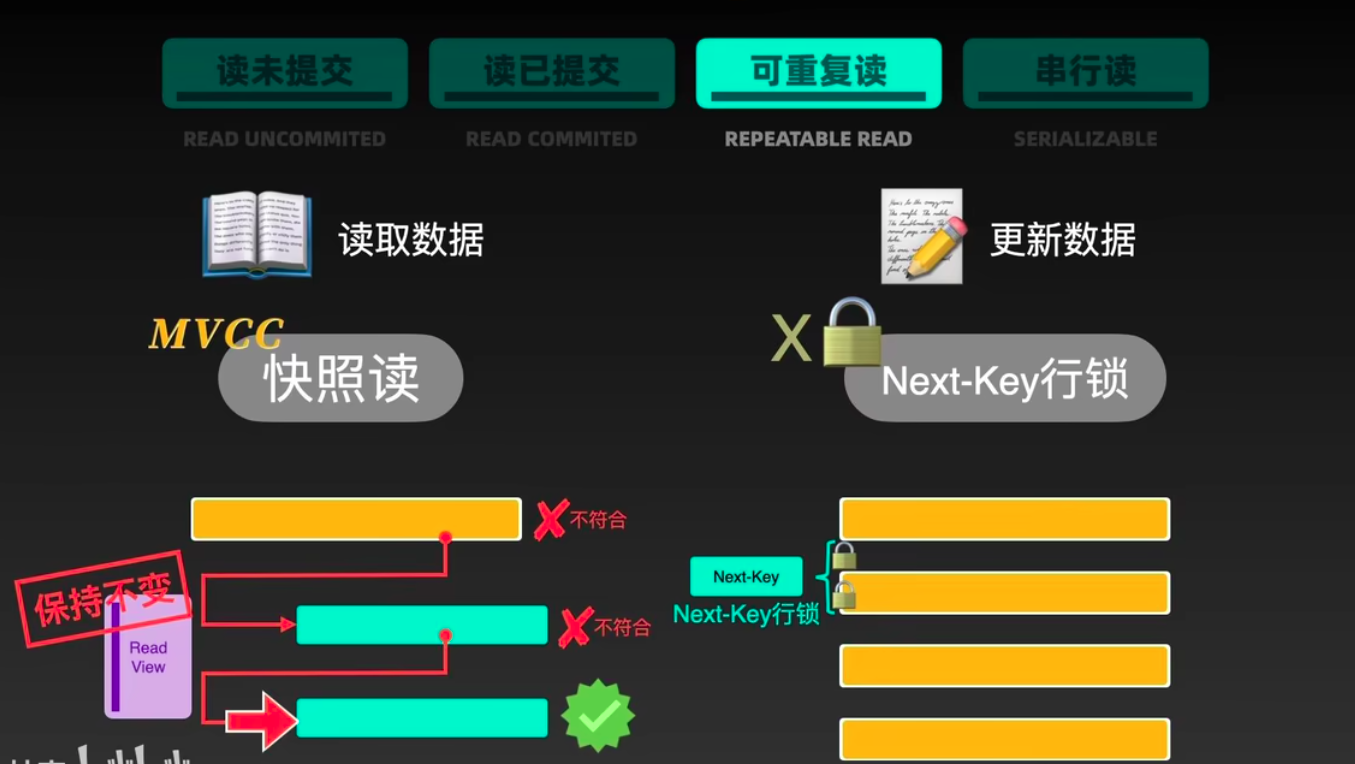 读未提交
读已提交
可重复读
串行读
READ UNCOMMITED
READ COMMITED
REPEATABLE READ
SERIALIZABLE
读取数据
更新数据
MVCC
快照读
X
Next-Key行锁
不符合
保持不变
Read
View
不符合
Next-Key
Next-Key行锁